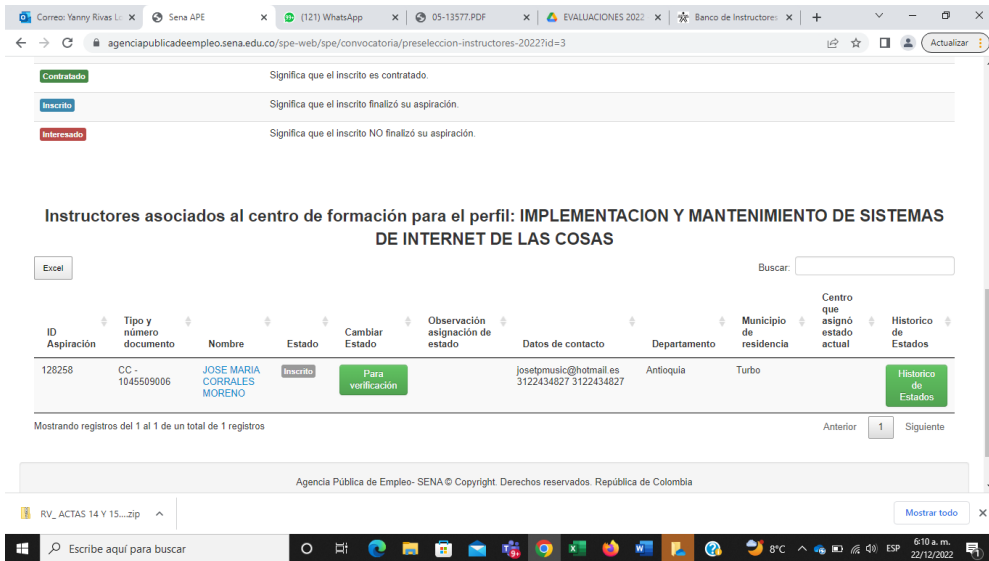 Correo: Yanny Rivas L
Sena APE
(121) WhatsApp
05-13577.PDF
EVALUACIONES 2022
Banco de Instructores
agenciapublicadeempleo.sena.edu.co/spe-web/spe/convocatoria/preseleccion-instructores-2022?id=3
Actualizar
Contratado Significa que el inscrito es contratado.
Inscrito Significa que el inscrito finalizó su aspiración.
Interesado Significa que el inscrito NO finalizó su aspiración.
Instructores asociados al centro de formación para el perfil: IMPLEMENTACION Y MANTENIMIENTO DE SISTEMAS
DE INTERNET DE LAS COSAS
Excel
Buscar:
ID
Aspiración
Tipo y
número
documento
Nombre
Estado
Cambiar
Estado
Observación
asignación de
estado
Datos de contacto
Departamento
Municipio
de
residencia
Centro
que
asignó
estado
actual
Historico
de
Estados
128258
CC -
1045509006
JOSE MARIA
CORRALES
MORENO
Inscrito
Para
verificación
josetpmusic@hotmail.es
3122434827 3122434827
Antioquia
Turbo
Historico
de
Estados
Mostrando registros del 1 al 1 de un total de 1 registros
Anterior 1 Siguiente
Agencia Pública de Empleo- SENA © Copyright. Derechos reservados. República de Colombia
RV_ ACTAS 14 Y 15....zip
Mostrar todo
Escribe aquí para buscar
8°C
ESP
6:10 a. m.
22/12/2022